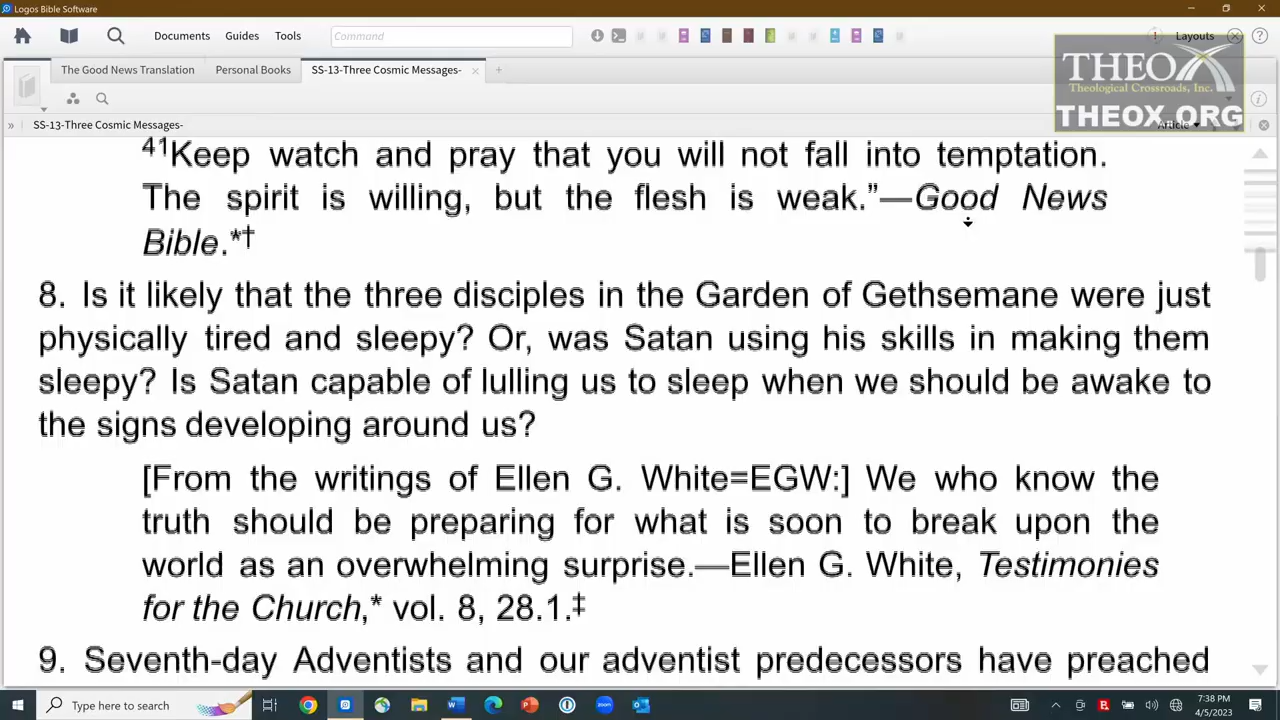 Logos Bible Software
Documents Guides Tools Command Layouts
THEOX
Theological Crossroads, Inc.
THEOX.ORG
The Good News Translation Personal Books SS-13-Three Cosmic Messages-
SS-13-Three Cosmic Messages- Article
41Keep watch and pray that you will not fall into temptation.
The spirit is willing, but the flesh is weak.”—Good News
Bible.*†
8. Is it likely that the three disciples in the Garden of Gethsemane were just
physically tired and sleepy? Or, was Satan using his skills in making them
sleepy? Is Satan capable of lulling us to sleep when we should be awake to
the signs developing around us?
[From the writings of Ellen G. White=EGW:] We who know the
truth should be preparing for what is soon to break upon the
world as an overwhelming surprise.—Ellen G. White, Testimonies
for the Church,* vol. 8, 28.1.‡
9. Seventh-day Adventists and our adventist predecessors have preached
Type here to search
7:38 PM
4/5/2023